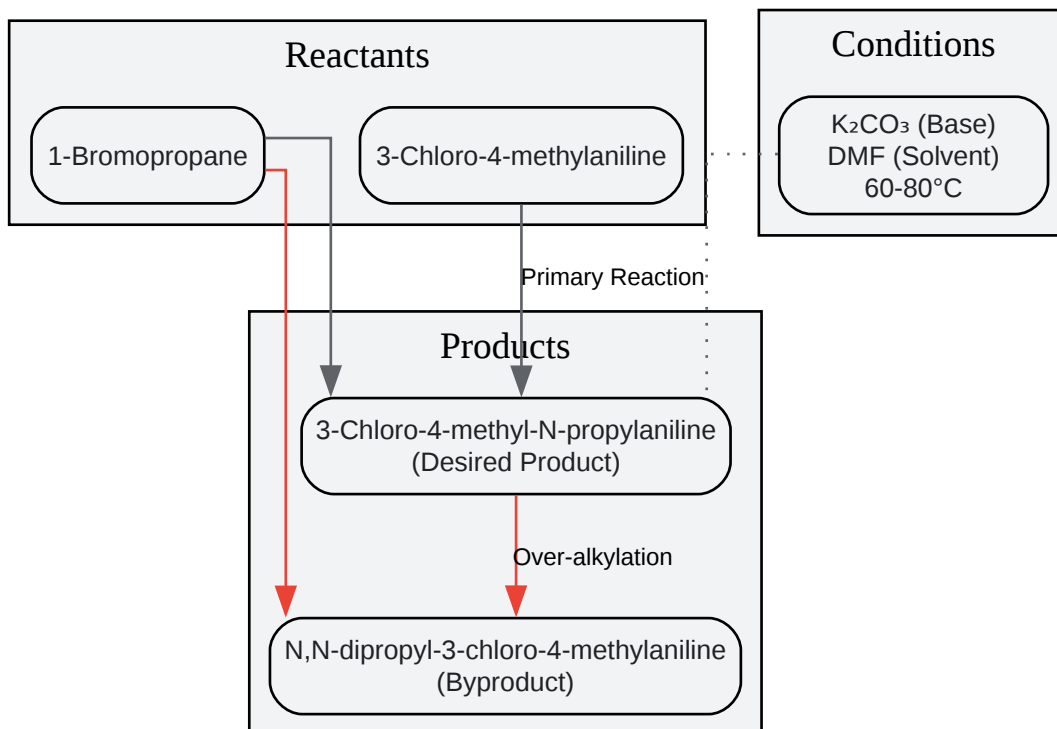 Reactants
1-Bromopropane
3-Chloro-4-methylaniline
Conditions
K₂CO₃ (Base)
DMF (Solvent)
60-80°C
Primary Reaction
Products
3-Chloro-4-methyl-N-propylaniline
(Desired Product)
Over-alkylation
N,N-dipropyl-3-chloro-4-methylaniline
(Byproduct)